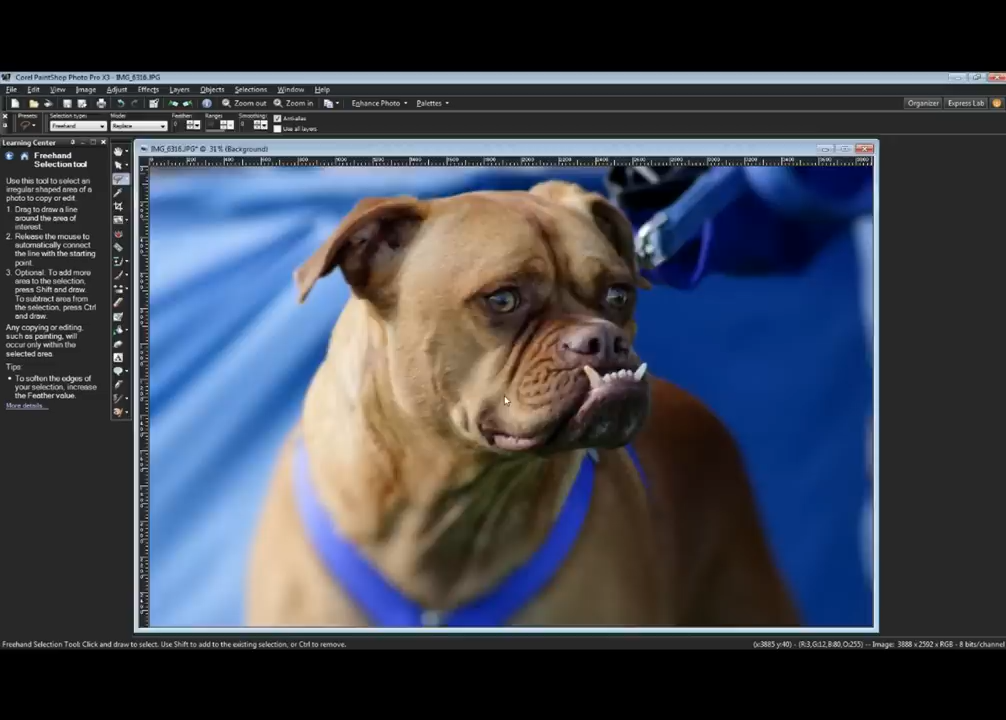 Corel PaintShop Photo Pro X3 - IMG_6316.JPG
File Edit View Image Adjust Effects Layers Objects Selections Window Help
Zoom out Zoom in Enhance Photo Palettes Organizer Express Lab
Presets: Selection type: Mode: Feather: Smoothing: Antialias
Freehand Replace Use all layers
Learning Center
Freehand
Selection tool
Use this tool to select an
irregular shaped area of a
photo to copy or edit.
1. Drag to draw a line
around the area of
interest.
2. Release the mouse to
automatically connect
the line with the starting
point.
3. Optional: To add more
area to the selection,
press Shift and draw.
To subtract area from
the selection, press Ctrl
and draw.
Any copying or editing,
such as painting, will
occur only within the
selected area.
Tips:
• To soften the edges of
your selection, increase
the Feather value.
More details...
IMG_6316.JPG* @ 31% (Background)
Freehand Selection Tool: Click and draw to select. Use Shift to add to the existing selection, or Ctrl to remove.
(x:3885 y:40) - (R:3,G:12,B:80,O:255) -- Image: 3888 x 2592 x RGB - 8 bits/channel